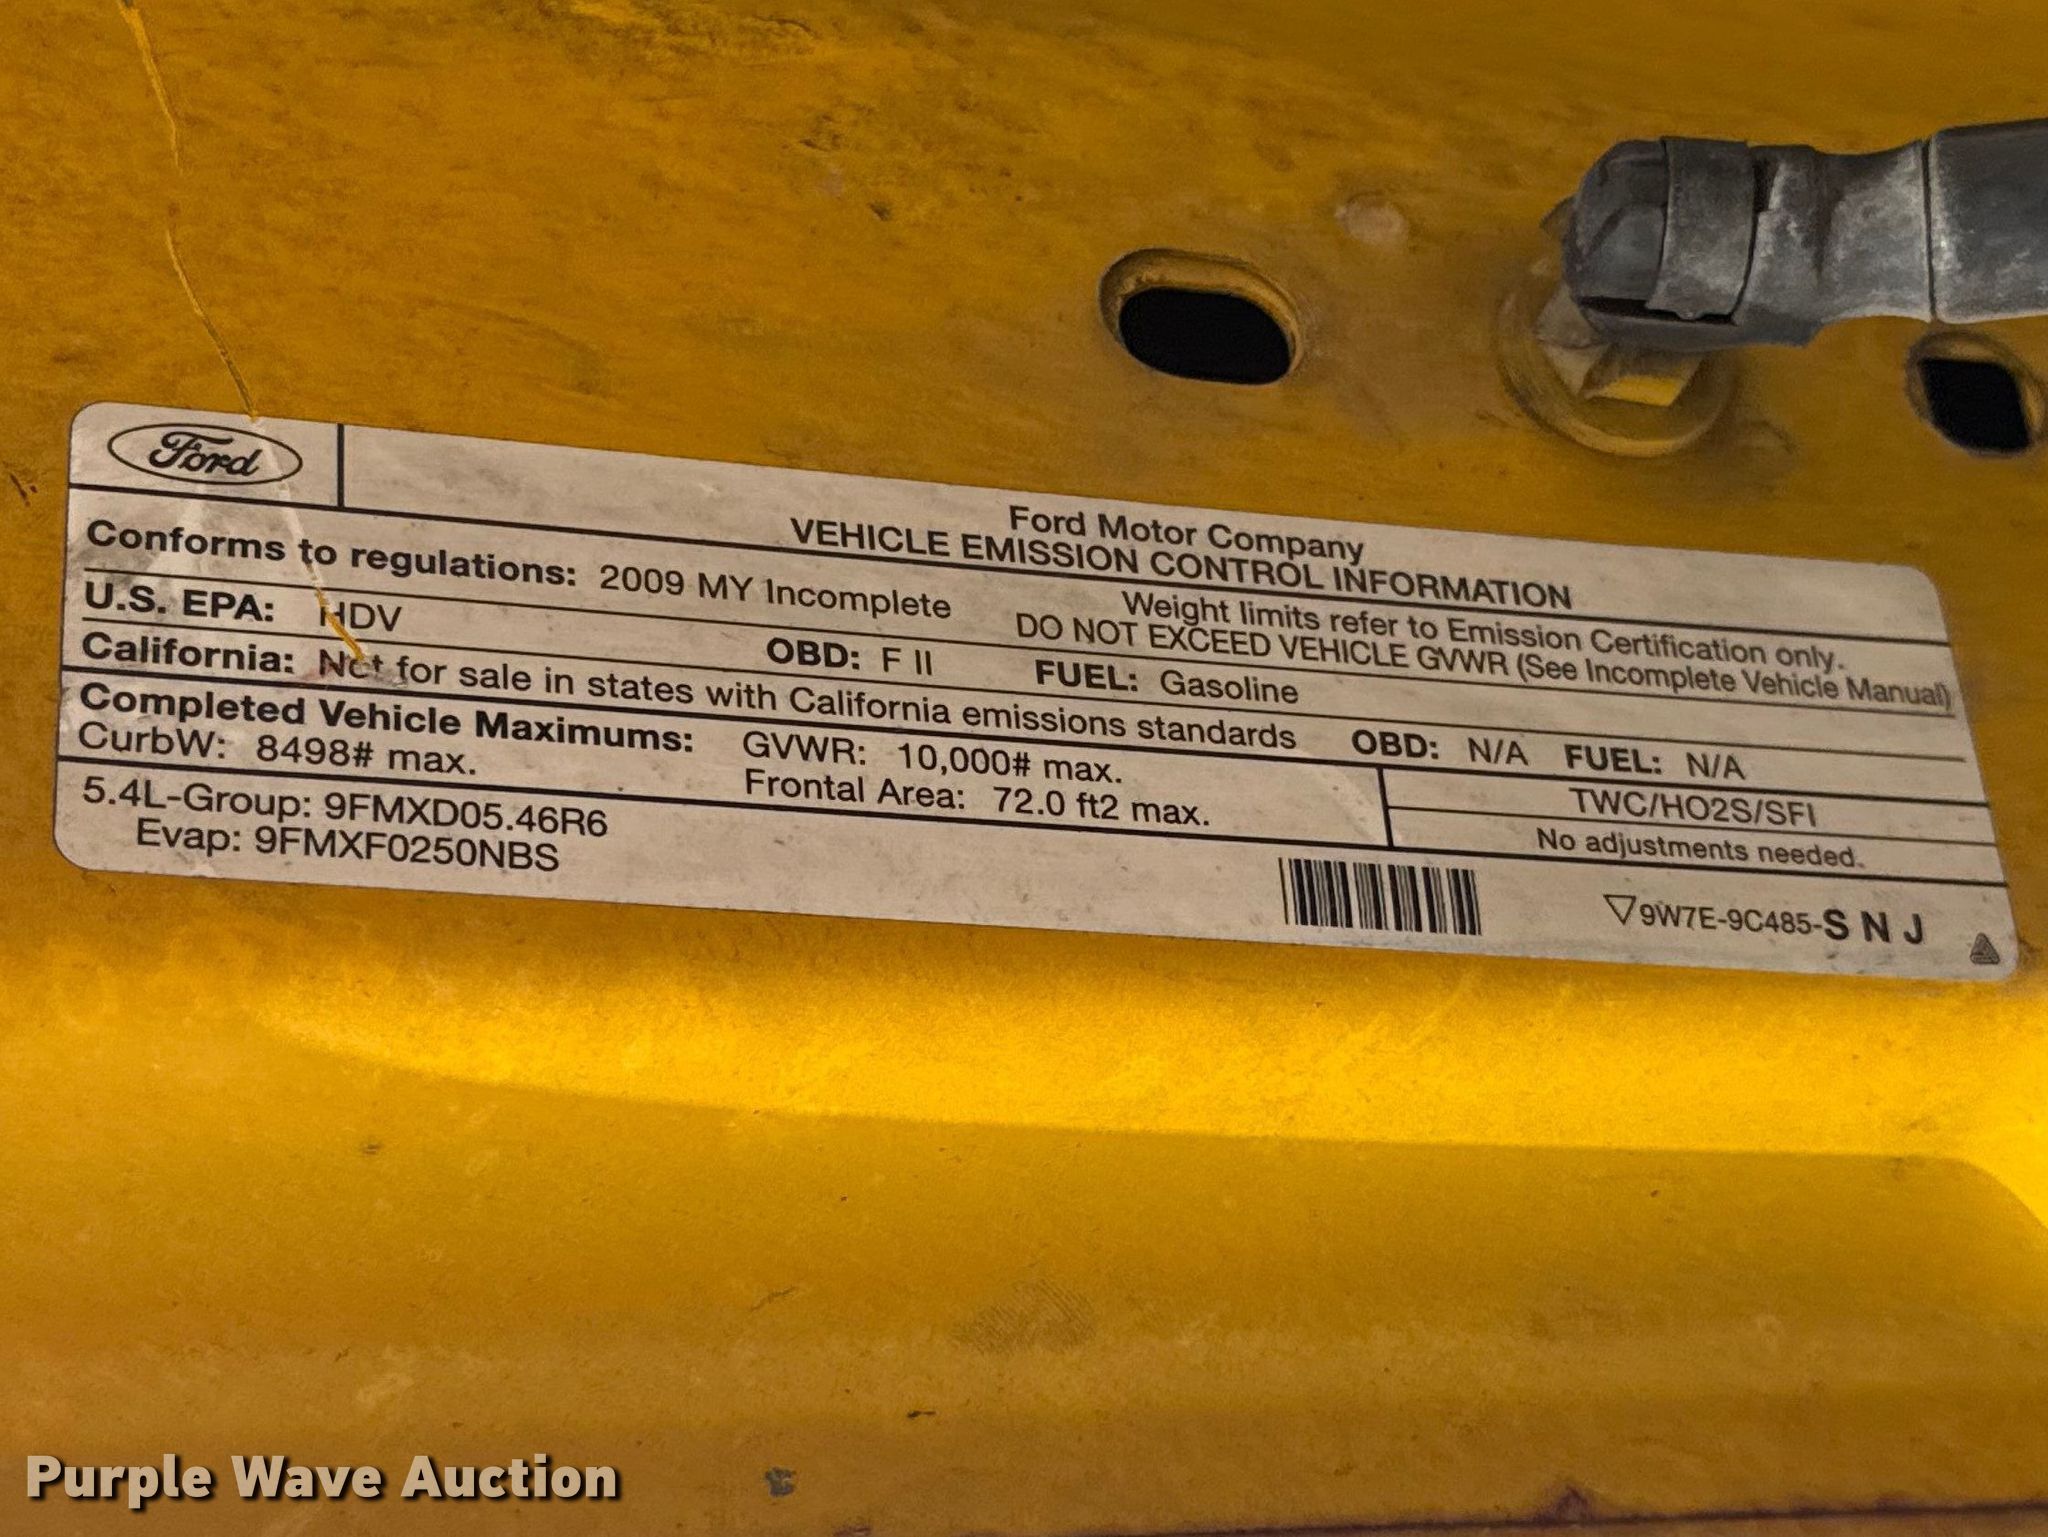 Ford
Ford Motor Company
VEHICLE EMISSION CONTROL INFORMATION
Conforms to regulations: 2009 MY Incomplete
Weight limits refer to Emission Certification only.
DO NOT EXCEED VEHICLE GVWR (See Incomplete Vehicle Manual)
U.S. EPA: HDV OBD: F II FUEL: Gasoline
California: Not for sale in states with California emissions standards OBD: N/A FUEL: N/A
Completed Vehicle Maximums: GVWR: 10,000# max.
CurbW: 8498# max. Frontal Area: 72.0 ft2 max.
TWC/HO2S/SFI
No adjustments needed.
5.4L-Group: 9FMXD05.46R6
Evap: 9FMXF0250NBS
9W7E-9C485-S N J
Purple Wave Auction